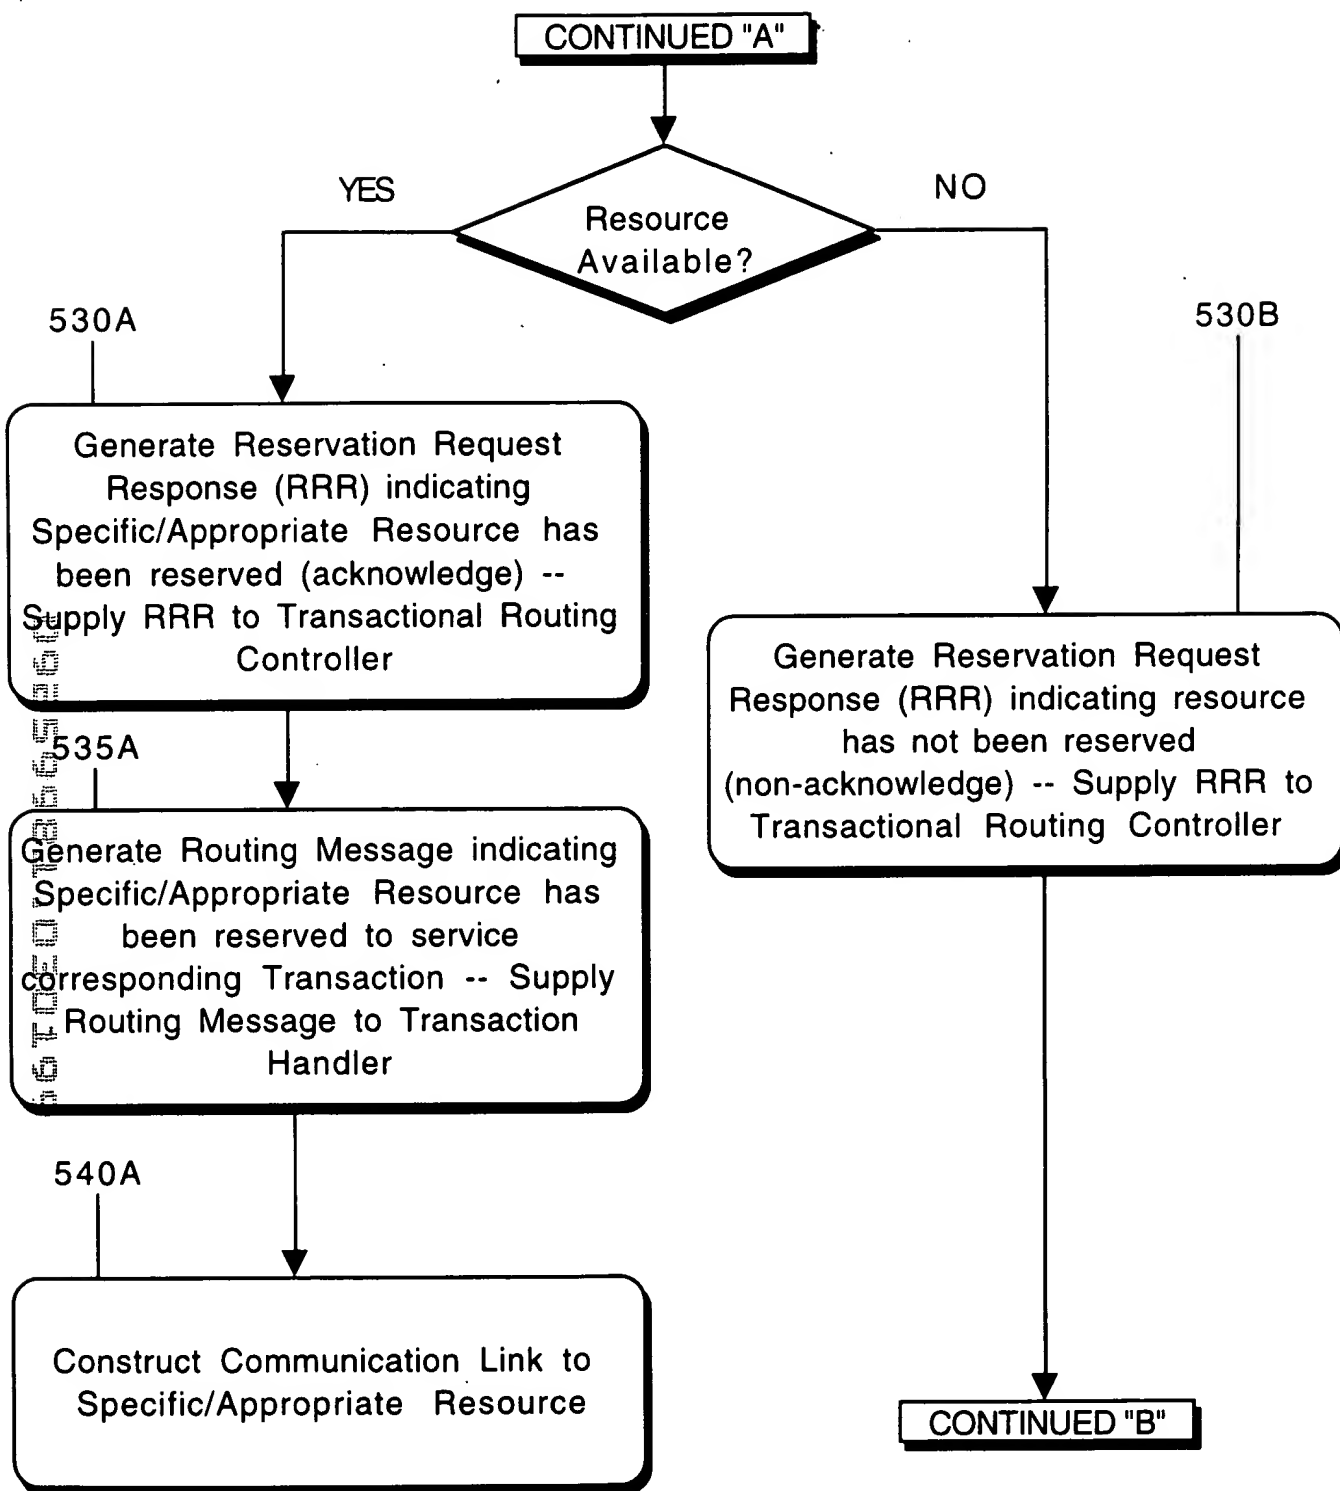 CONTINUED "A"
YES
NO
Resource
Available?
530A
530B
Generate Reservation Request
Response (RRR) indicating
Specific/Appropriate Resource has
been reserved (acknowledge) --
Supply RRR to Transactional Routing
Controller
Generate Reservation Request
Response (RRR) indicating resource
has not been reserved
(non-acknowledge) -- Supply RRR to
Transactional Routing Controller
535A
Generate Routing Message indicating
Specific/Appropriate Resource has
been reserved to service
corresponding Transaction -- Supply
Routing Message to Transaction
Handler
540A
Construct Communication Link to
Specific/Appropriate Resource
CONTINUED "B"